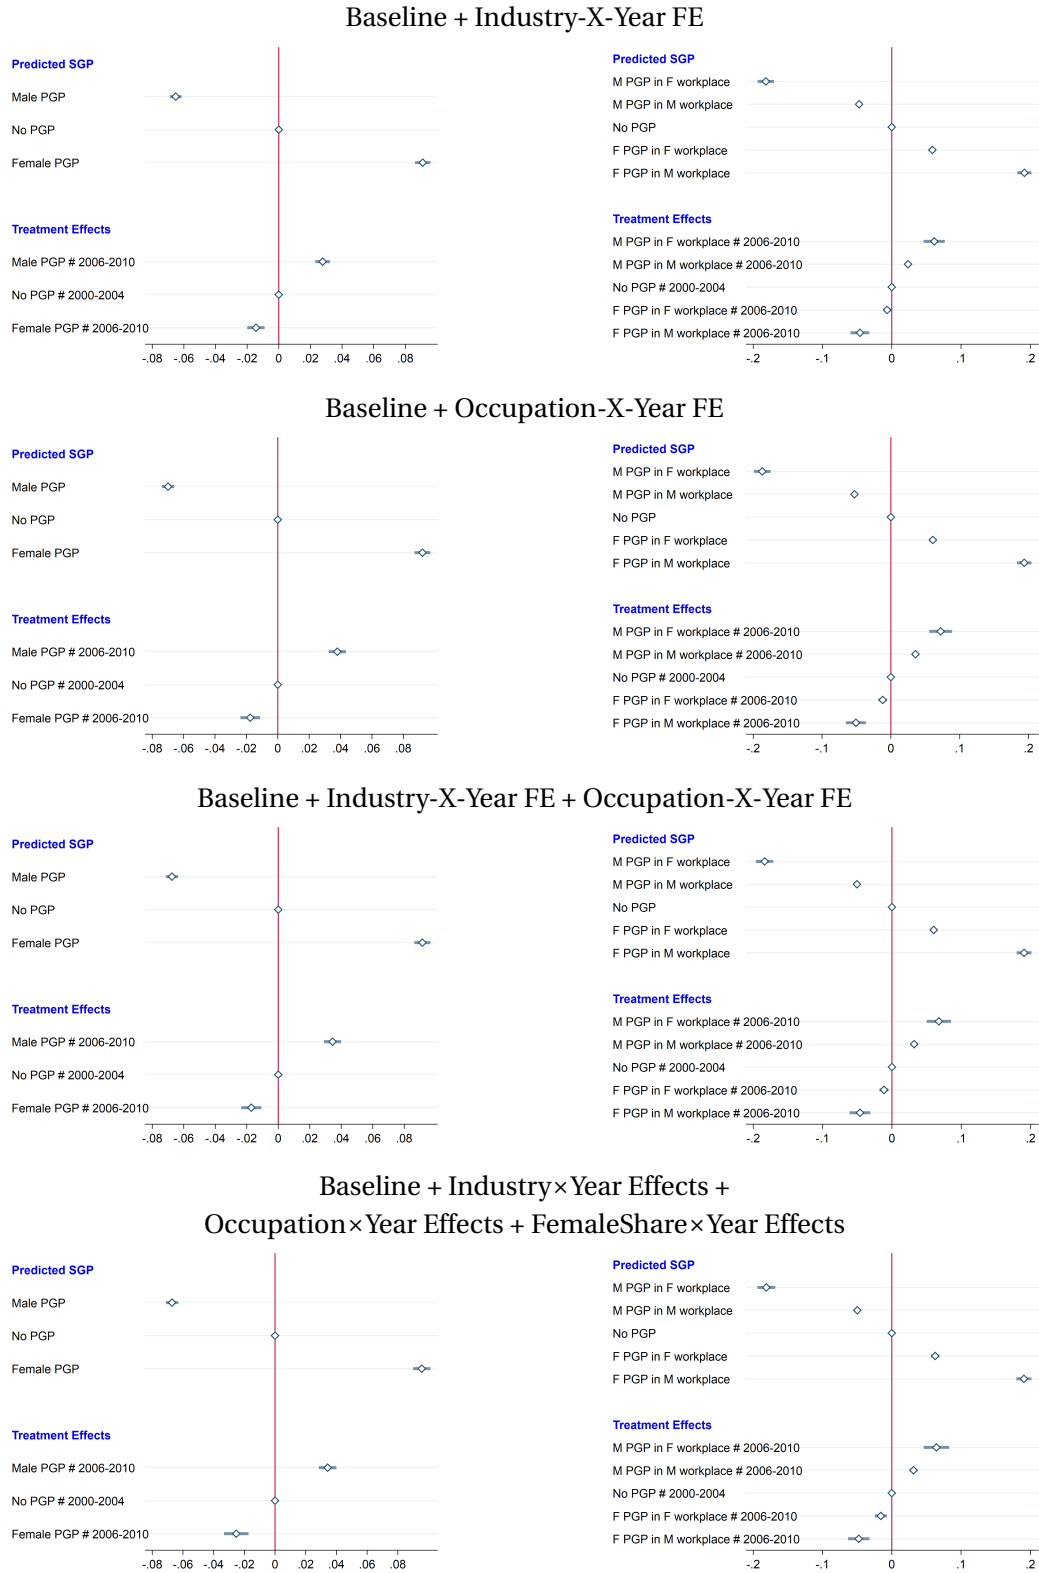 Baseline + Industry-X-Year FE
Predicted SGP
Male PGP
No PGP
Female PGP
Treatment Effects
Male PGP # 2006-2010
No PGP # 2000-2004
Female PGP # 2006-2010
-.08 -.06 -.04 -.02 0 .02 .04 .06 .08
Predicted SGP
M PGP in F workplace
M PGP in M workplace
No PGP
F PGP in F workplace
F PGP in M workplace
Treatment Effects
M PGP in F workplace # 2006-2010
M PGP in M workplace # 2006-2010
No PGP # 2000-2004
F PGP in F workplace # 2006-2010
F PGP in M workplace # 2006-2010
-.2 -.1 0 .1 .2
Baseline + Occupation-X-Year FE
Predicted SGP
Male PGP
No PGP
Female PGP
Treatment Effects
Male PGP # 2006-2010
No PGP # 2000-2004
Female PGP # 2006-2010
-.08 -.06 -.04 -.02 0 .02 .04 .06 .08
Predicted SGP
M PGP in F workplace
M PGP in M workplace
No PGP
F PGP in F workplace
F PGP in M workplace
Treatment Effects
M PGP in F workplace # 2006-2010
M PGP in M workplace # 2006-2010
No PGP # 2000-2004
F PGP in F workplace # 2006-2010
F PGP in M workplace # 2006-2010
-.2 -.1 0 .1 .2
Baseline + Industry-X-Year FE + Occupation-X-Year FE
Predicted SGP
Male PGP
No PGP
Female PGP
Treatment Effects
Male PGP # 2006-2010
No PGP # 2000-2004
Female PGP # 2006-2010
-.08 -.06 -.04 -.02 0 .02 .04 .06 .08
Predicted SGP
M PGP in F workplace
M PGP in M workplace
No PGP
F PGP in F workplace
F PGP in M workplace
Treatment Effects
M PGP in F workplace # 2006-2010
M PGP in M workplace # 2006-2010
No PGP # 2000-2004
F PGP in F workplace # 2006-2010
F PGP in M workplace # 2006-2010
-.2 -.1 0 .1 .2
Baseline + Industry×Year Effects +
Occupation×Year Effects + FemaleShare×Year Effects
Predicted SGP
Male PGP
No PGP
Female PGP
Treatment Effects
Male PGP # 2006-2010
No PGP # 2000-2004
Female PGP # 2006-2010
-.08 -.06 -.04 -.02 0 .02 .04 .06 .08
Predicted SGP
M PGP in F workplace
M PGP in M workplace
No PGP
F PGP in F workplace
F PGP in M workplace
Treatment Effects
M PGP in F workplace # 2006-2010
M PGP in M workplace # 2006-2010
No PGP # 2000-2004
F PGP in F workplace # 2006-2010
F PGP in M workplace # 2006-2010
-.2 -.1 0 .1 .2